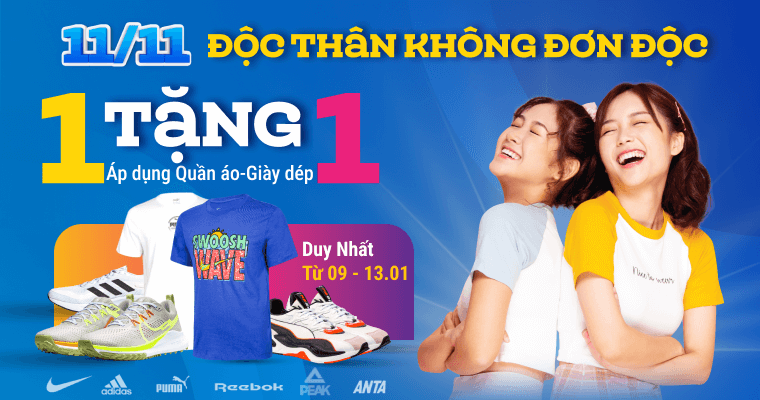 11/11 ĐỘC THÂN KHÔNG ĐƠN ĐỘC
1 TẶNG 1
Áp dụng Quần áo-Giày dép
SWOOSH
WAVE
Duy Nhất
Từ 09 - 13.01
adidas
PUMA
Reebok
PEAK
ANTA